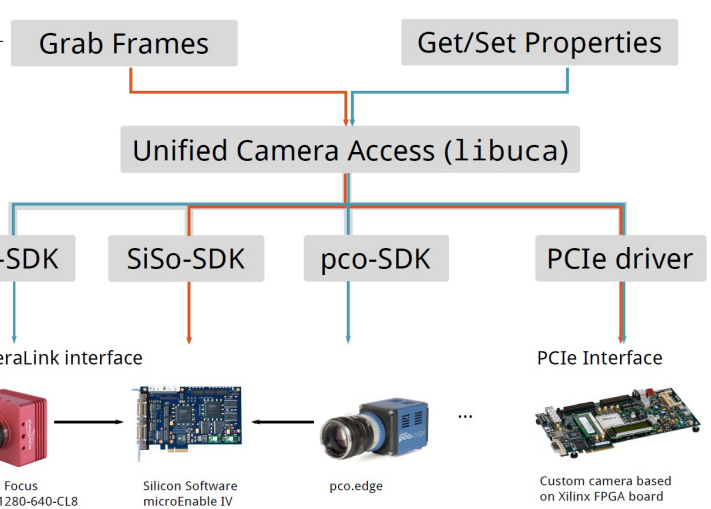 Grab Frames
Get/Set Properties
Unified Camera Access (libuca)
-SDK
SiSo-SDK
pco-SDK
PCIe driver
eraLink interface
PCIe Interface
...
Focus
1280-640-CL8
Silicon Software
microEnable IV
pco.edge
Custom camera based
on Xilinx FPGA board